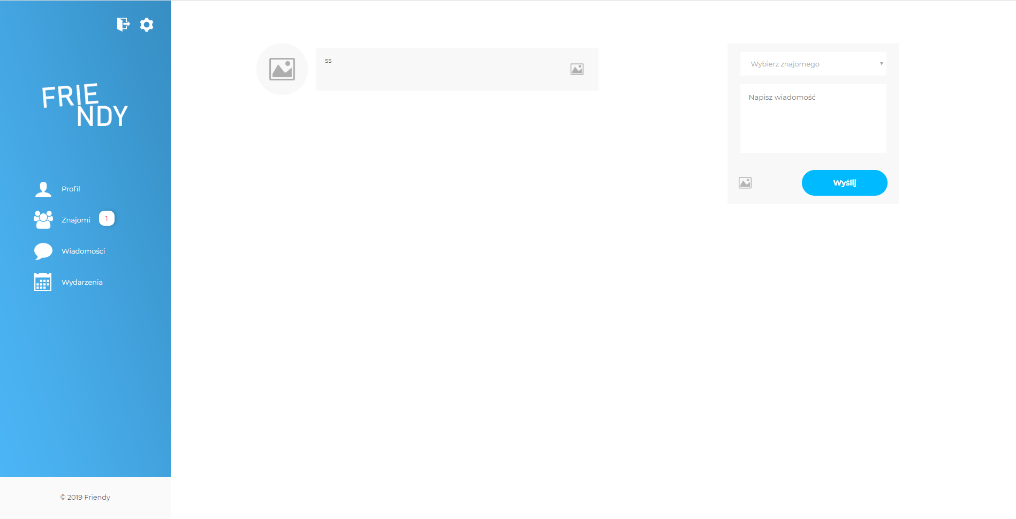 FRIE
NDY
Profil
Znajomi 1
Wiadomości
Wydarzenia
© 2019 Friendy
ss
Wybierz znajomego
Napisz wiadomość
Wyślij